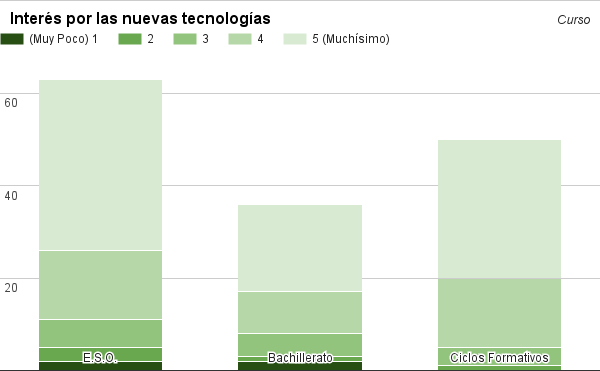 Interés por las nuevas tecnologías
Curso
(Muy Poco) 1 2 3 4 5 (Muchísimo)
60
40
20
E.S.O. Bachillerato Ciclos Formativos